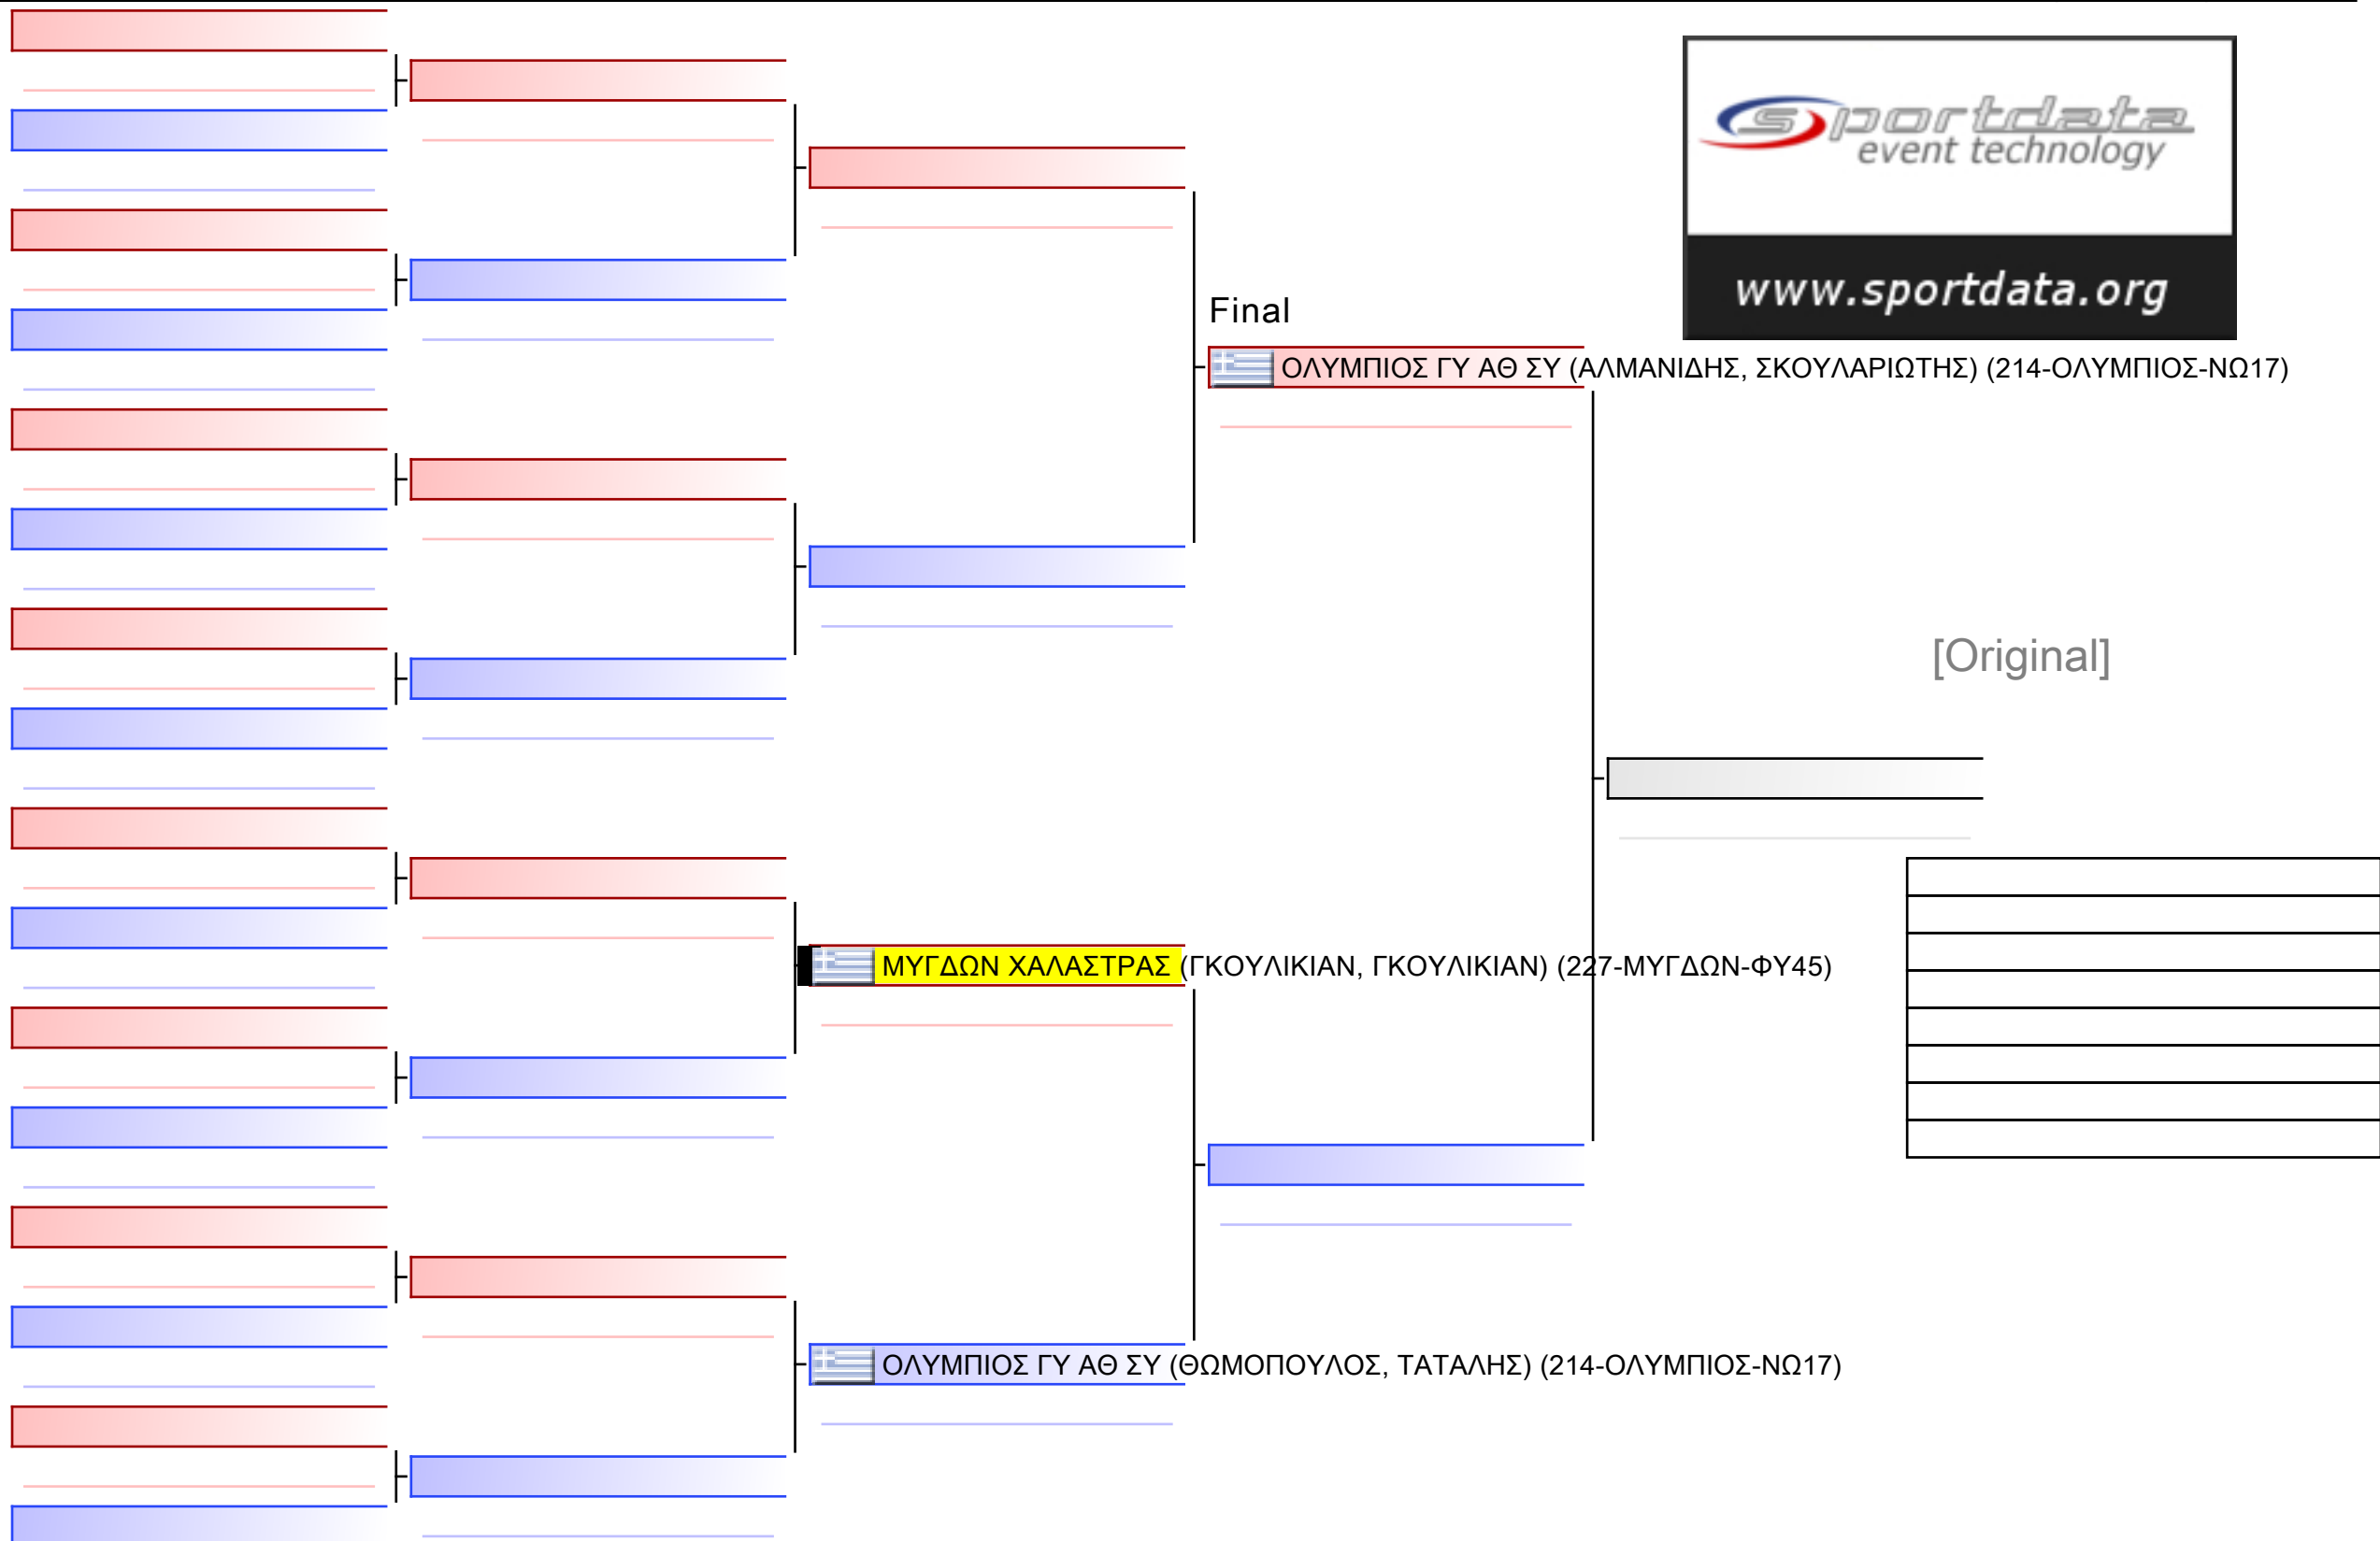 sportdata
event technology
www.sportdata.org
Final
ΟΛΥΜΠΙΟΣ ΓΥ ΑΘ ΣΥ (ΑΛΜΑΝΙΔΗΣ, ΣΚΟΥΛΑΡΙΩΤΗΣ) (214-ΟΛΥΜΠΙΟΣ-ΝΩ17)
[Original]
ΜΥΓΔΩΝ ΧΑΛΑΣΤΡΑΣ (ΓΚΟΥΛΙΚΙΑΝ, ΓΚΟΥΛΙΚΙΑΝ) (227-ΜΥΓΔΩΝ-ΦΥ45)
ΟΛΥΜΠΙΟΣ ΓΥ ΑΘ ΣΥ (ΘΩΜΟΠΟΥΛΟΣ, ΤΑΤΑΛΗΣ) (214-ΟΛΥΜΠΙΟΣ-ΝΩ17)